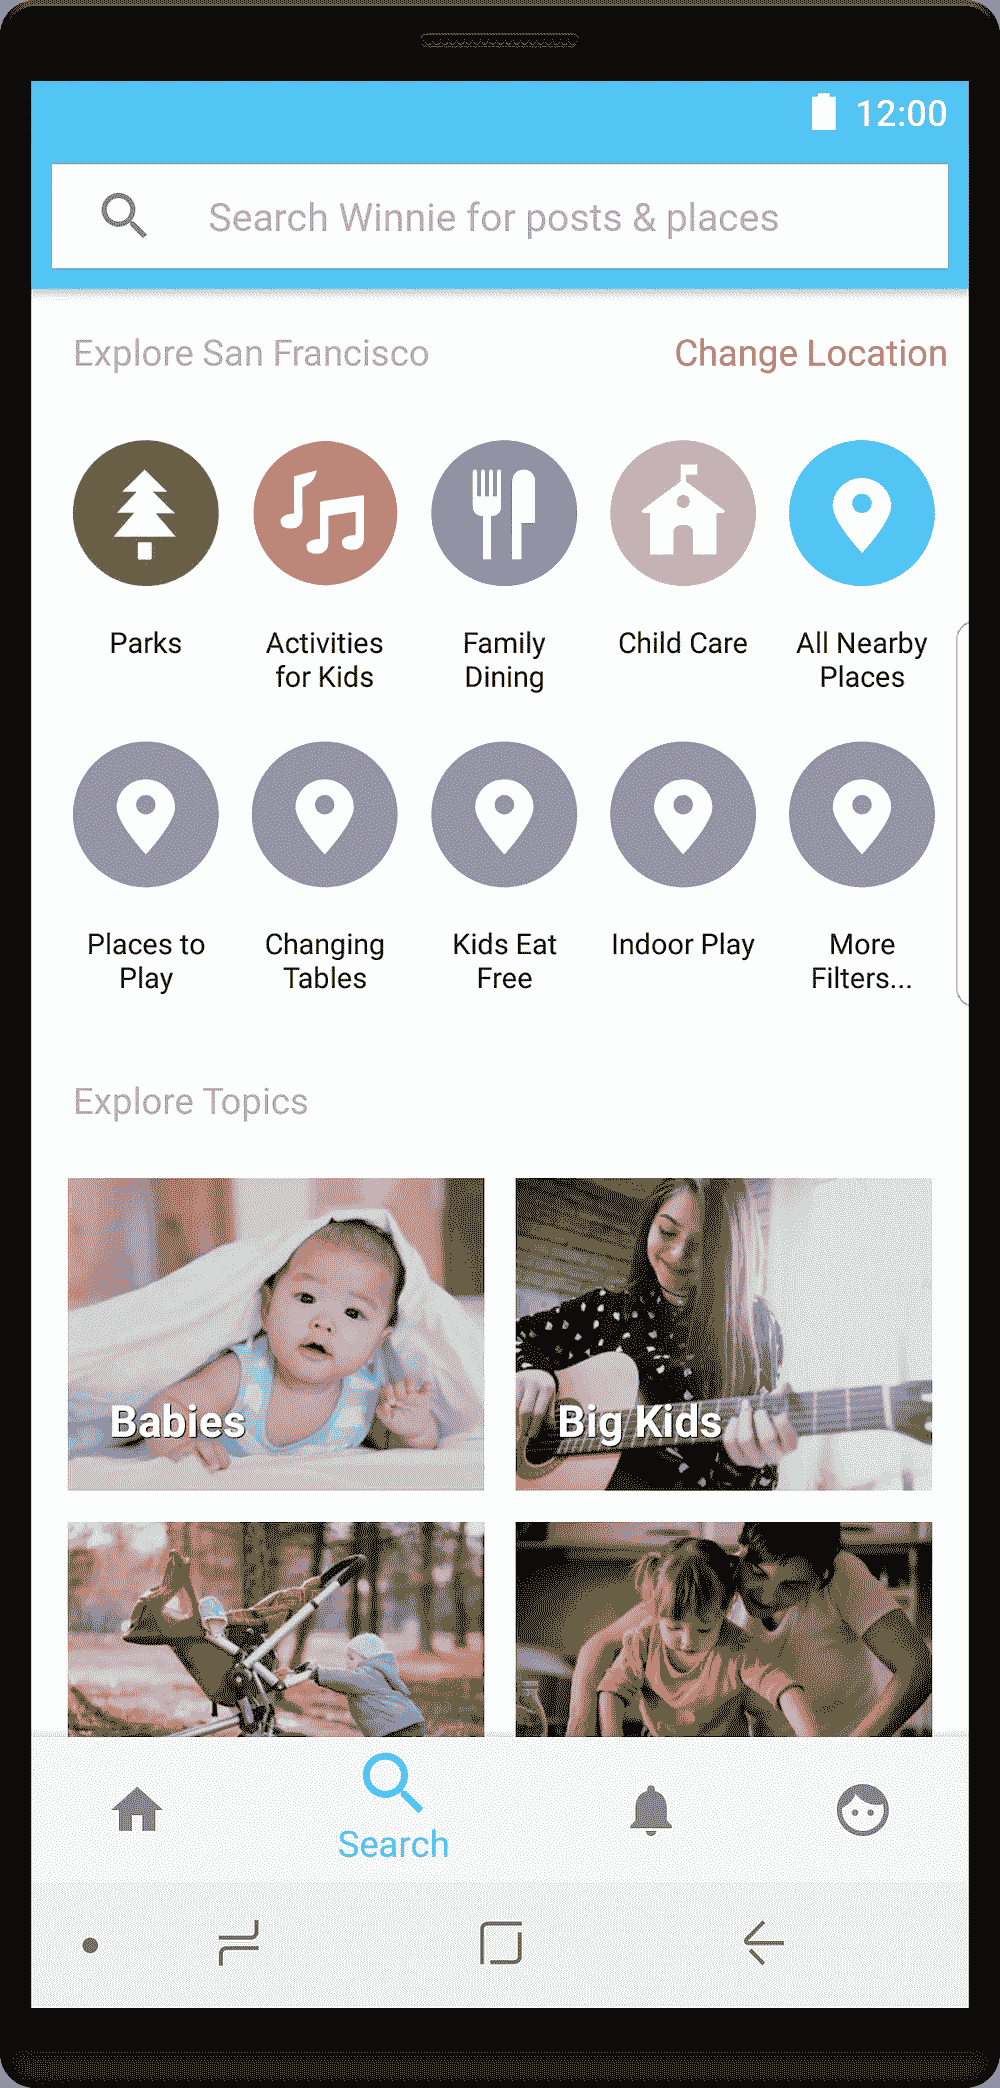 12:00
Search Winnie for posts & places
Explore San Francisco
Change Location
Parks
Activities
for Kids
Family
Dining
Child Care
All Nearby
Places
Places to
Play
Changing
Tables
Kids Eat
Free
Indoor Play
More
Filters...
Explore Topics
Babies
Big Kids
Search